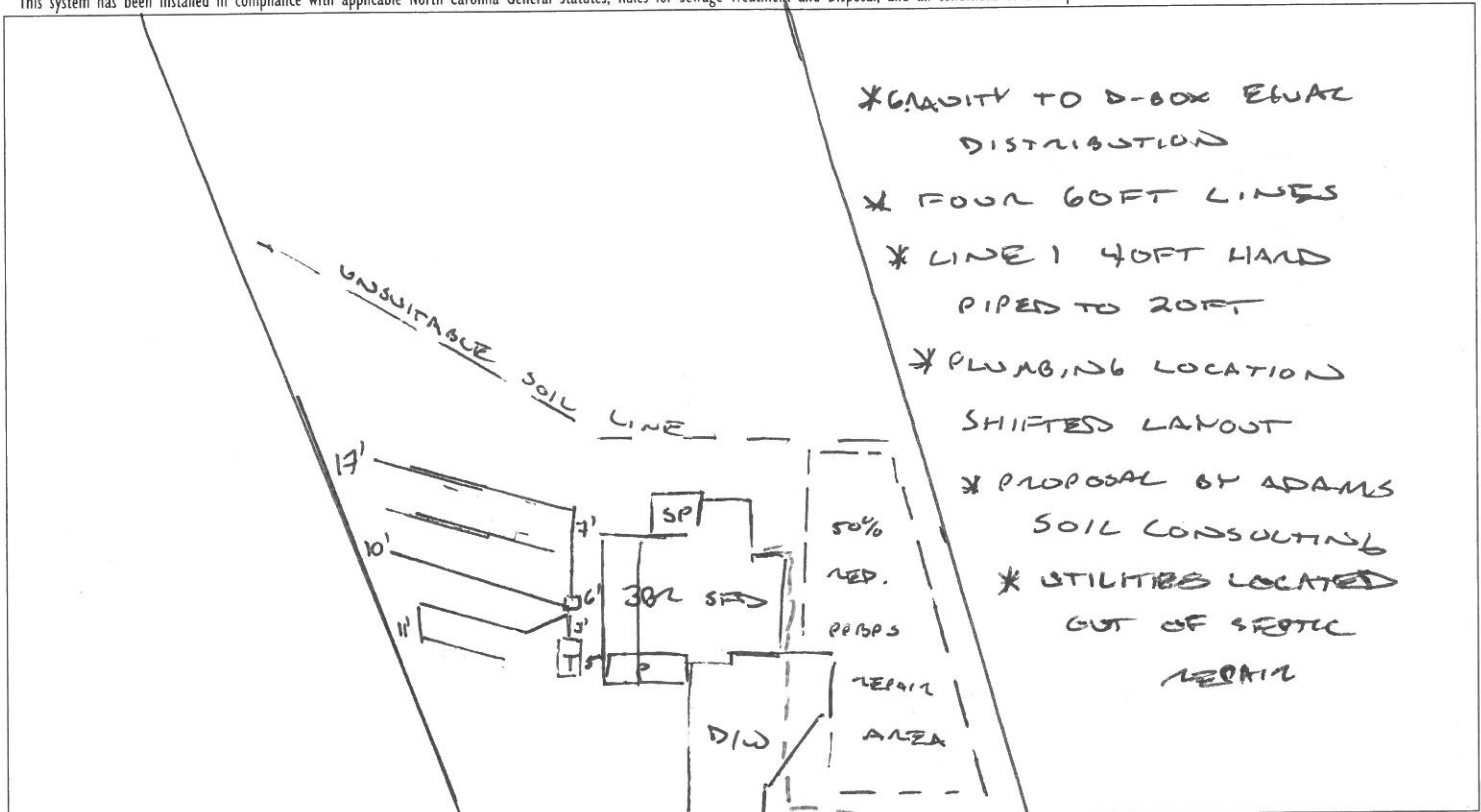 This system has been installed in compliance with applicable North Carolina General Statutes, Rules for Sewage Treatment and Disposal, and all conditions
*GRAVITY TO D-BOX EQUAL
DISTRIBUTION
* FOUR 60FT LINES
* LINE 1 40FT HARD
PIPED TO 20FT
* PLUMBING LOCATION
SHIFTED LAYOUT
* PROPOSAL BY ADAMS
SOIL CONSULTING
* UTILITIES LOCATED
OUT OF SEPTIC
REPAIR
UNSUITABLE SOIL LINE
17'
7'
SP
10'
6'
3BR SFD
11'
3'
T
5'
P
D/W
50%
RED.
PPBPS
REPAIR
AREA